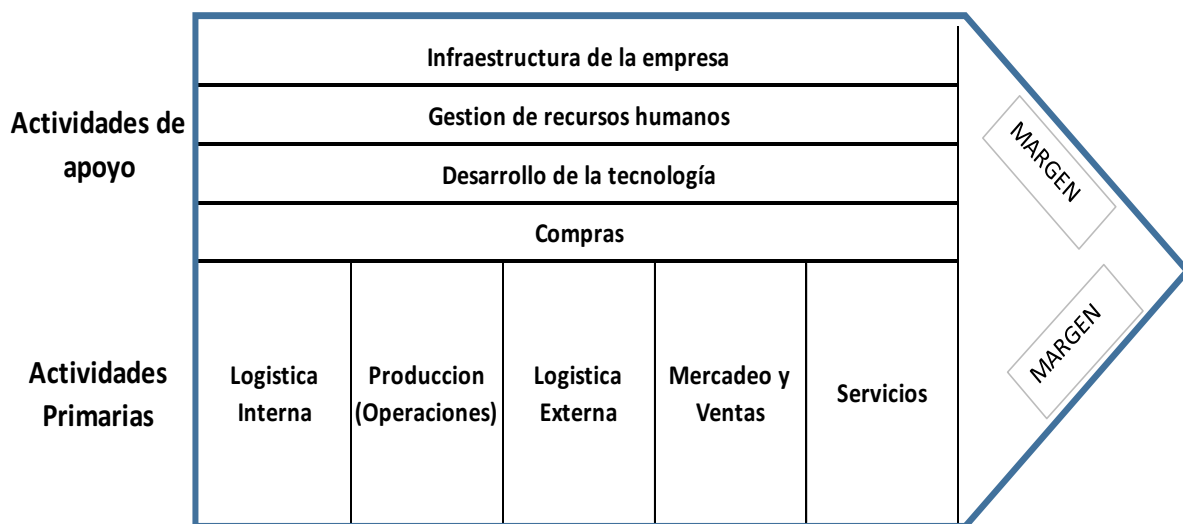 Infraestructura de la empresa
Actividades de
apoyo
Gestion de recursos humanos
Desarrollo de la tecnología
Compras
MARGEN
MARGEN
Actividades
Primarias
Logistica
Interna
Produccion
(Operaciones)
Logistica
Externa
Mercadeo y
Ventas
Servicios